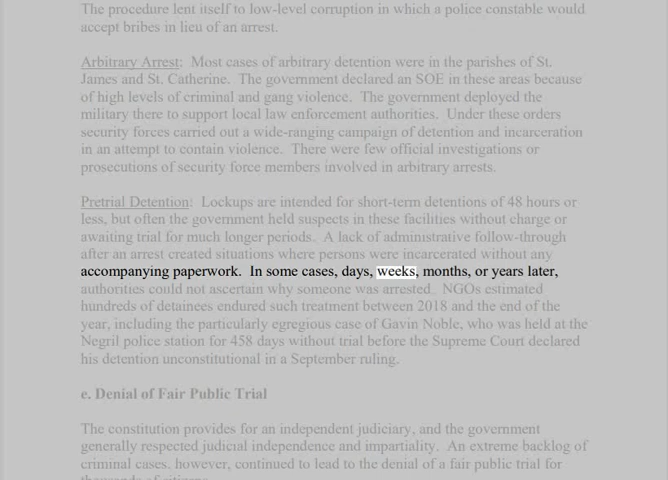 The procedure lent itself to low-level corruption in which a police constable would
accept bribes in lieu of an arrest.
Arbitrary Arrest:  Most cases of arbitrary detention were in the parishes of St.
James and St. Catherine.  The government declared an SOE in these areas because
of high levels of criminal and gang violence.  The government deployed the
military there to support local law enforcement authorities.  Under these orders
security forces carried out a wide-ranging campaign of detention and incarceration
in an attempt to contain violence.  There were few official investigations or
prosecutions of security force members involved in arbitrary arrests.
Pretrial Detention:  Lockups are intended for short-term detentions of 48 hours or
less, but often the government held suspects in these facilities without charge or
awaiting trial for much longer periods.  A lack of administrative follow-through
after an arrest created situations where persons were incarcerated without any
accompanying paperwork.  In some cases, days, weeks, months, or years later,
authorities could not ascertain why someone was arrested.  NGOs estimated
hundreds of detainees endured such treatment between 2018 and the end of the
year, including the particularly egregious case of Gavin Noble, who was held at the
Negril police station for 458 days without trial before the Supreme Court declared
his detention unconstitutional in a September ruling.
e. Denial of Fair Public Trial
The constitution provides for an independent judiciary, and the government
generally respected judicial independence and impartiality.  An extreme backlog of
criminal cases, however, continued to lead to the denial of a fair public trial for
thousands of citizens.